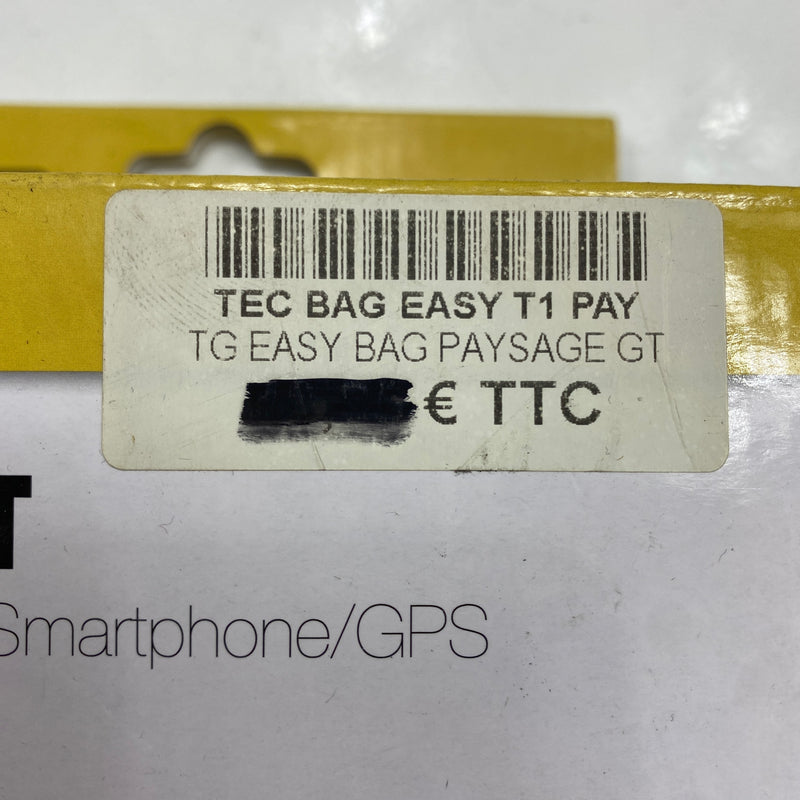 TEC BAG EASY T1 PAY
TG EASY BAG PAYSAGE GT
€ TTC
T
Smartphone/GPS